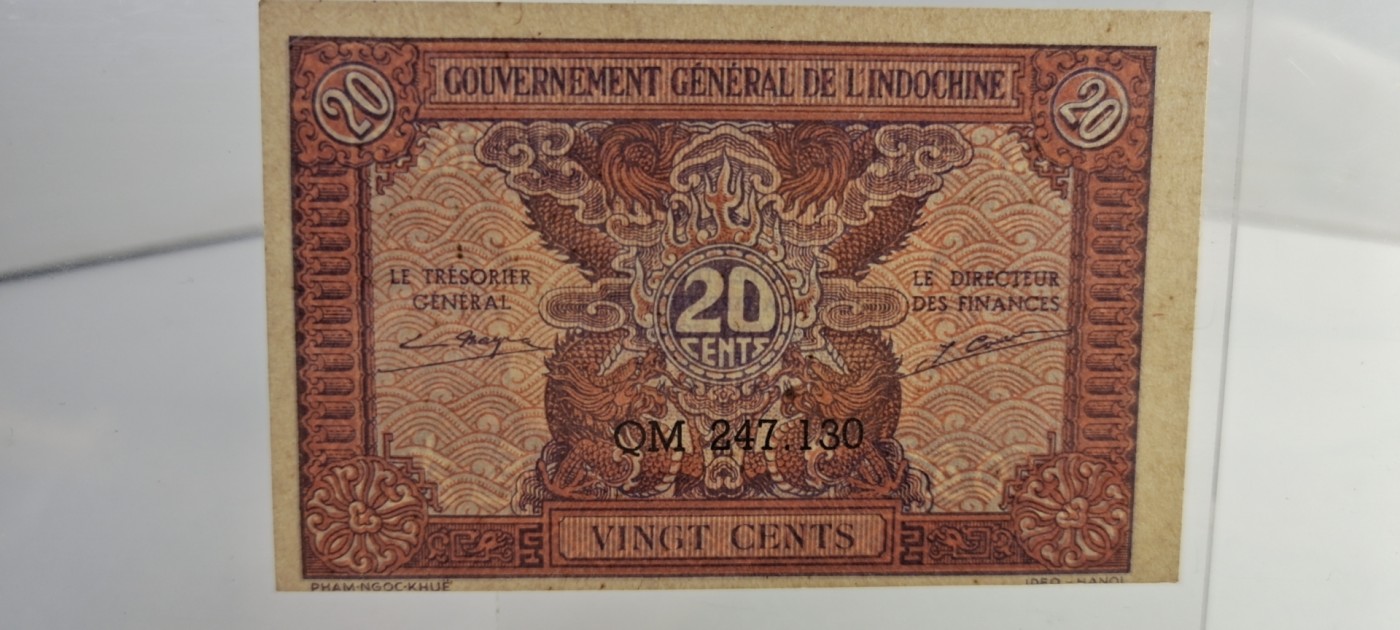 20 GOUVERNEMENT GÉNÉRAL DE L'INDOCHINE 20
LE TRÉSORIER
GÉNÉRAL
LE DIRECTEUR
DES FINANCES
20
CENTS
QM 247.130
VINGT CENTS
PHAM-NGOC-KHUÊ
IDEO - HANOI